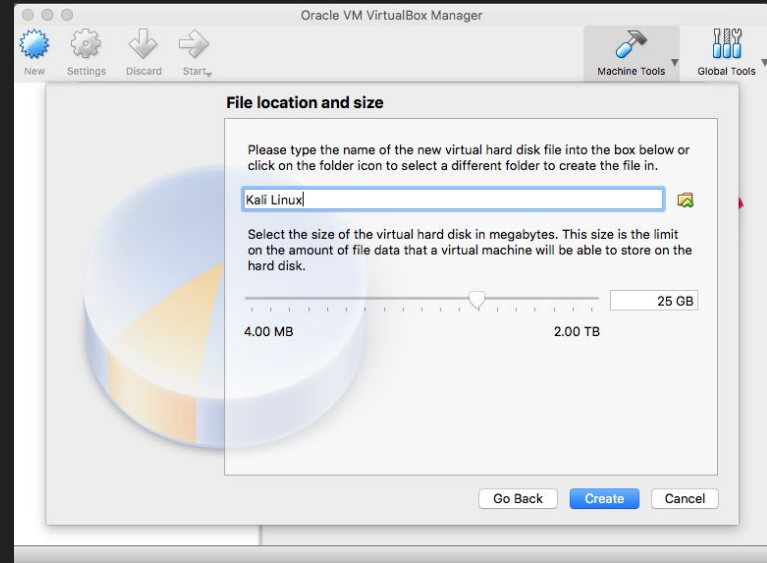 Oracle VM VirtualBox Manager
New
Settings
Discard
Start
Machine Tools
Global Tools
File location and size
Please type the name of the new virtual hard disk file into the box below or
click on the folder icon to select a different folder to create the file in.
Kali Linux
Select the size of the virtual hard disk in megabytes. This size is the limit
on the amount of file data that a virtual machine will be able to store on the
hard disk.
25 GB
4.00 MB
2.00 TB
Go Back
Create
Cancel